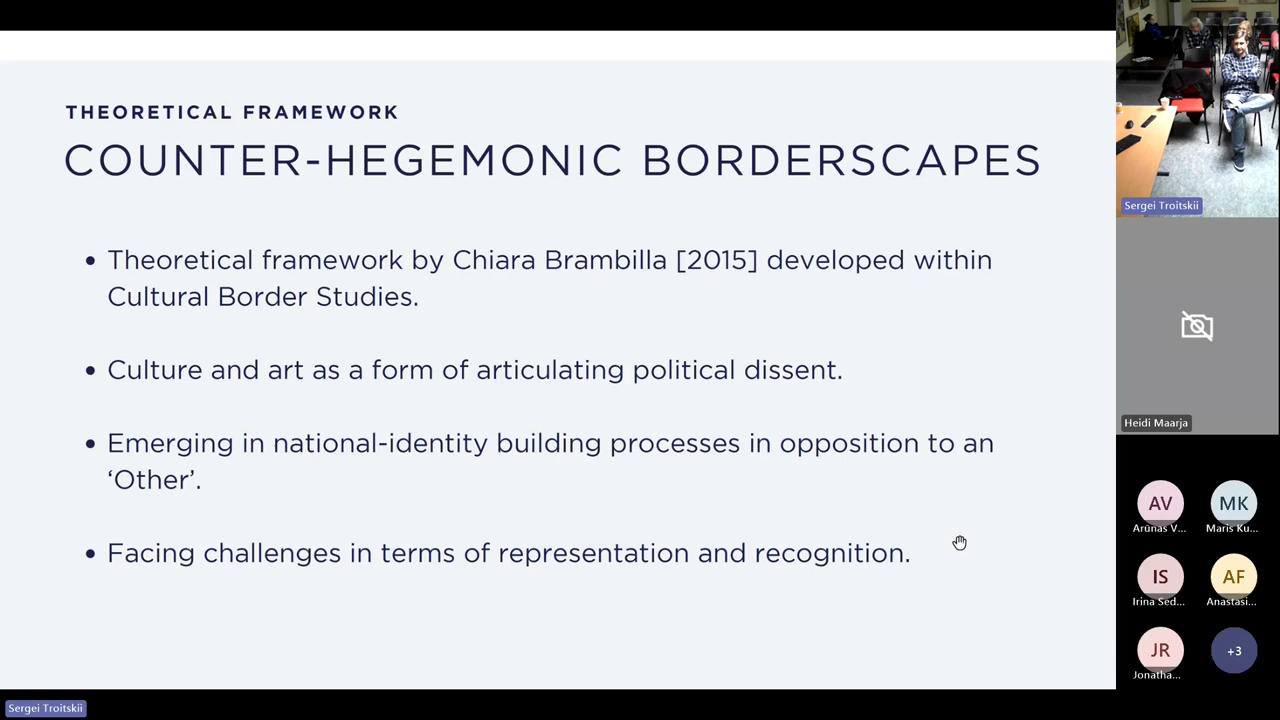 THEORETICAL FRAMEWORK
COUNTER-HEGEMONIC BORDERSCAPES
• Theoretical framework by Chiara Brambilla [2015] developed within
Cultural Border Studies.
• Culture and art as a form of articulating political dissent.
• Emerging in national-identity building processes in opposition to an
‘Other’.
• Facing challenges in terms of representation and recognition.
Sergei Troitskii
Heidi Maarja
AV
MK
Arūnas V...
Maris Ku...
IS
AF
Irina Sed...
Anastasi...
JR
+3
Jonatha...
Sergei Troitskii